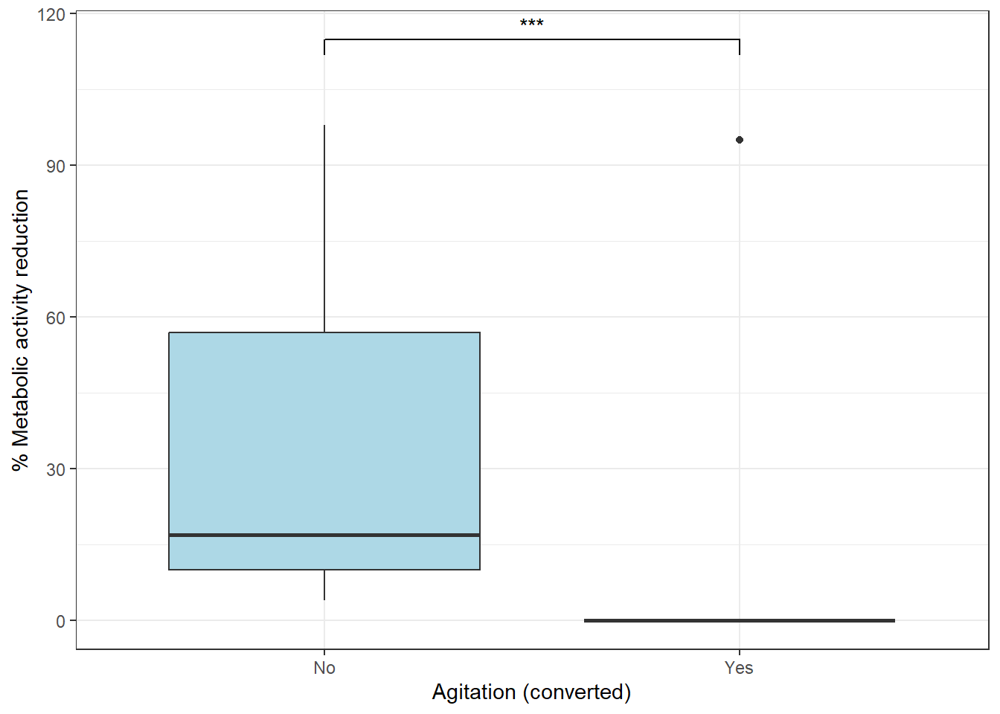 120
***
90
60
30
0
% Metabolic activity reduction
No Yes
Agitation (converted)